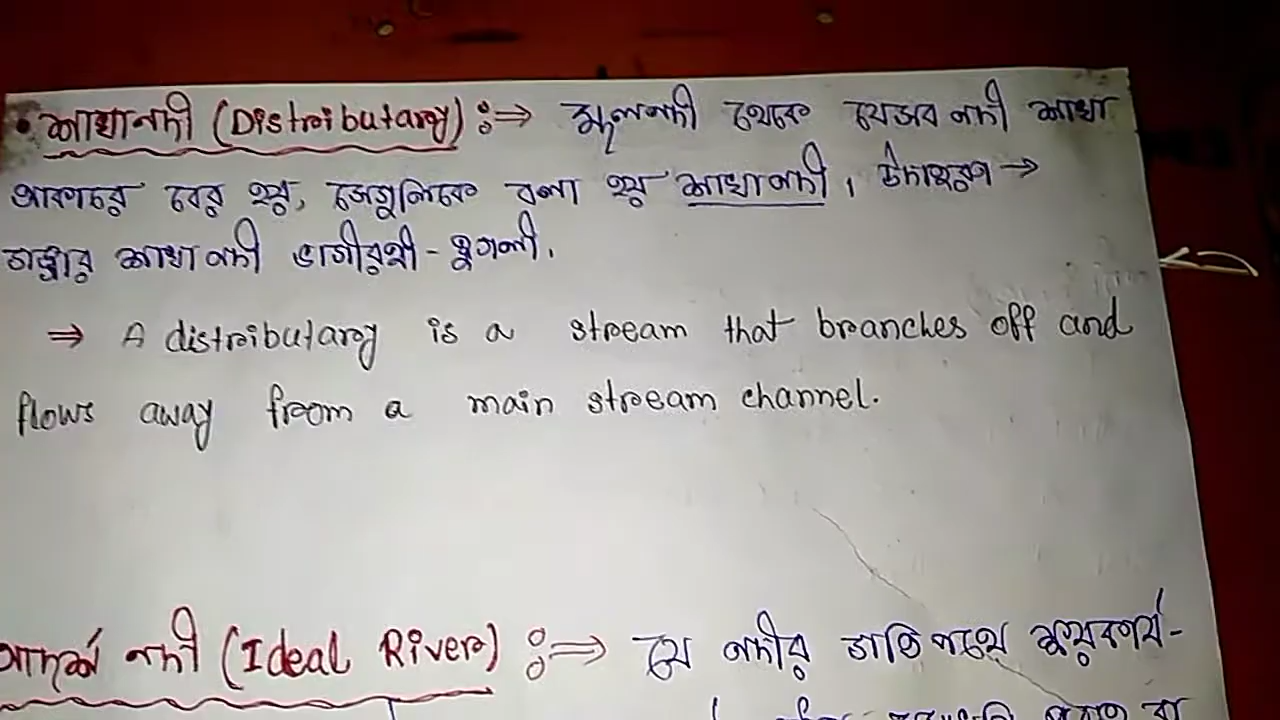 • শাখানদী (Distributary) :⇒ মূলনদী থেকে যেসব নদী শাখা
আকারে বের হয়, সেগুলিকে বলা হয় শাখানদী। উদাহরণ →
গঙ্গার শাখানদী ভাগীরথী - হুগলী।
⇒ A distributary is a stream that branches off and
flows away from a main stream channel.
আদর্শ নদী (Ideal River) :⇒ যে নদীর গতিপথে ক্ষয়কার্য-